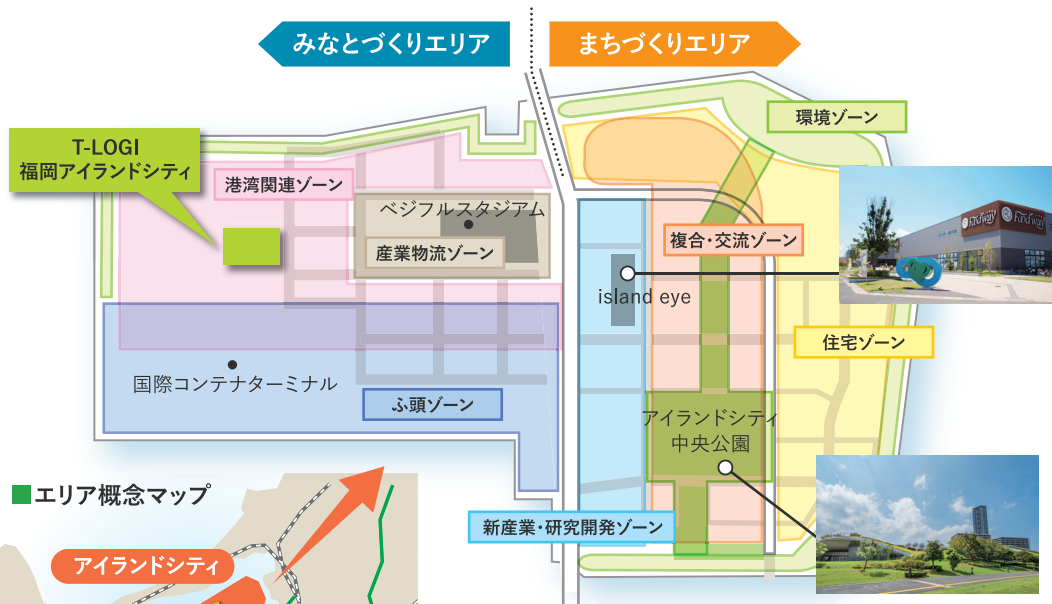 みなとづくりエリア
まちづくりエリア
環境ゾーン
T-LOGI
福岡アイランドシティ
港湾関連ゾーン
ベジフルスタジアム
産業物流ゾーン
複合・交流ゾーン
island eye
住宅ゾーン
国際コンテナターミナル
ふ頭ゾーン
アイランドシティ
中央公園
新産業・研究開発ゾーン
エリア概念マップ
アイランドシティ